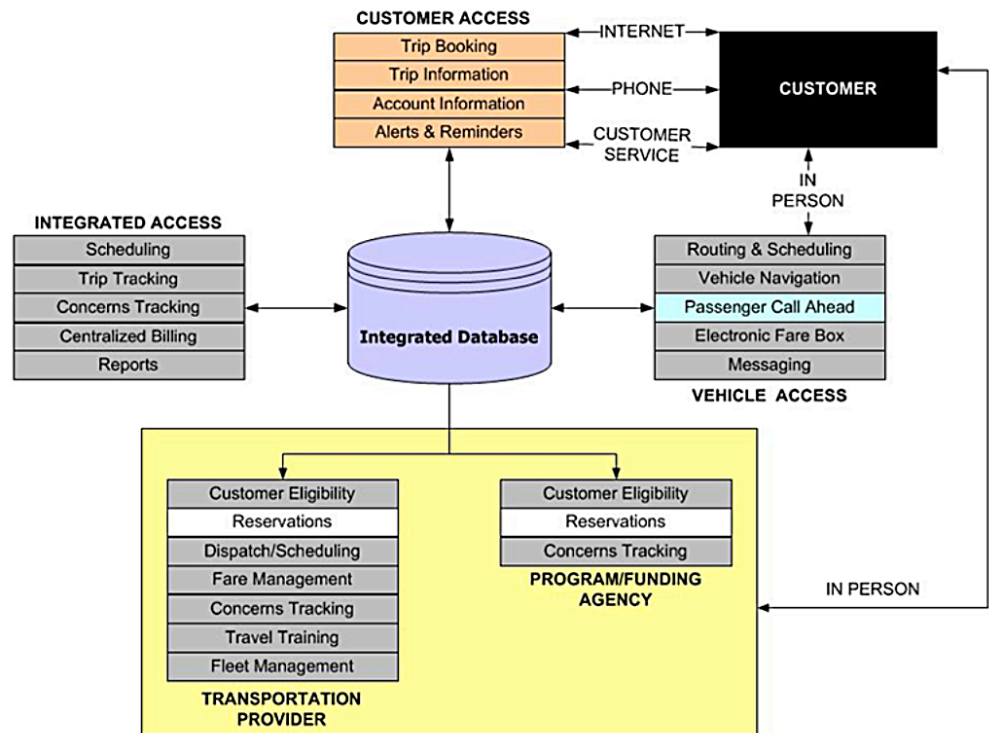 CUSTOMER ACCESS
Trip Booking
Trip Information
Account Information
Alerts & Reminders
INTERNET
PHONE
CUSTOMER
SERVICE
CUSTOMER
IN
PERSON
INTEGRATED ACCESS
Scheduling
Trip Tracking
Concerns Tracking
Centralized Billing
Reports
Integrated Database
Routing & Scheduling
Vehicle Navigation
Passenger Call Ahead
Electronic Fare Box
Messaging
VEHICLE ACCESS
Customer Eligibility
Reservations
Dispatch/Scheduling
Fare Management
Concerns Tracking
Travel Training
Fleet Management
TRANSPORTATION
PROVIDER
Customer Eligibility
Reservations
Concerns Tracking
PROGRAM/FUNDING
AGENCY
IN PERSON